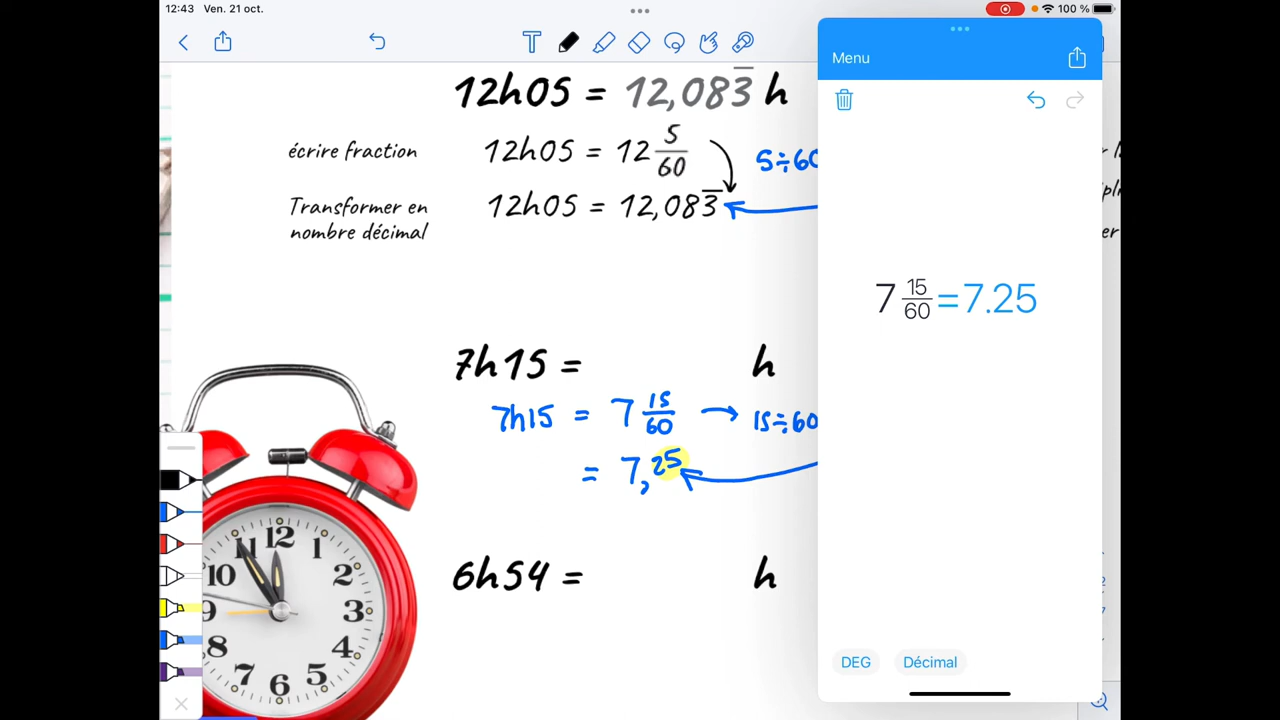 12:43 Ven. 21 oct.
100 %
T
Menu
12h05 = 12,083̅ h
écrire fraction
12h05 = 12 5/60
5÷60
Transformer en
nombre décimal
12h05 = 12,083̅
7 15/60 = 7.25
7h15 = h
7h15 = 7 15/60 → 15÷60
= 7,25
6h54 = h
12
1
2
3
4
5
6
7
8
9
10
11
DEG Décimal